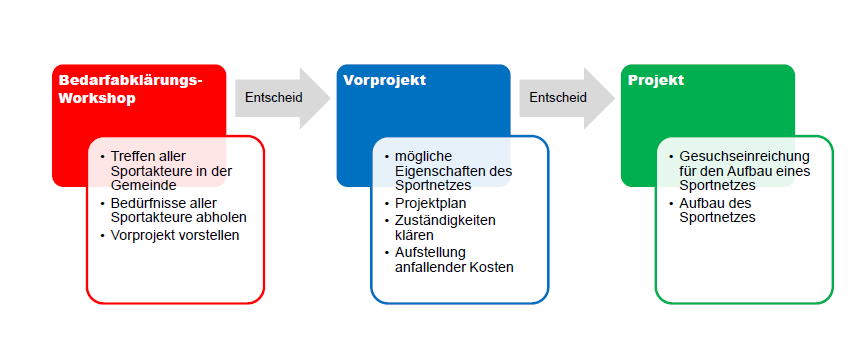 Bedarfabklärungs-
Workshop
• Treffen aller
Sportakteure in der
Gemeinde
• Bedürfnisse aller
Sportakteure abholen
• Vorprojekt vorstellen
Entscheid
Vorprojekt
• mögliche
Eigenschaften des
Sportnetzes
• Projektplan
• Zuständigkeiten
klären
• Aufstellung
anfallender Kosten
Entscheid
Projekt
• Gesuchseinreichung
für den Aufbau eines
Sportnetzes
• Aufbau des
Sportnetzes